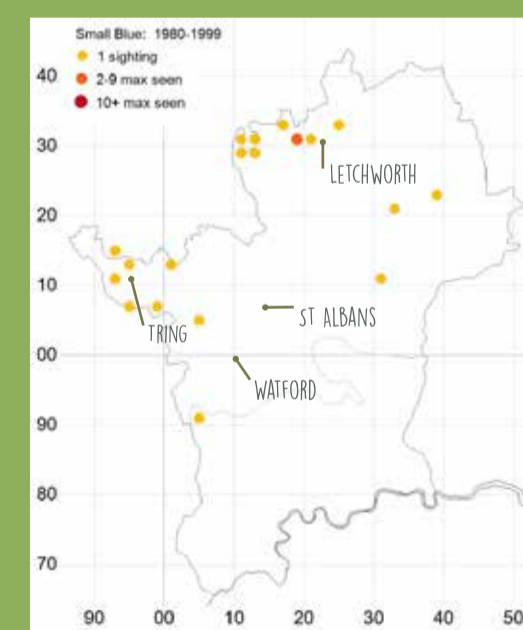 Small Blue: 1980-1999
1 sighting
2-9 max seen
10+ max seen
40
30
LETCHWORTH
20
10
ST ALBANS
TRING
00
WATFORD
90
80
70
90 00 10 20 30 40 50